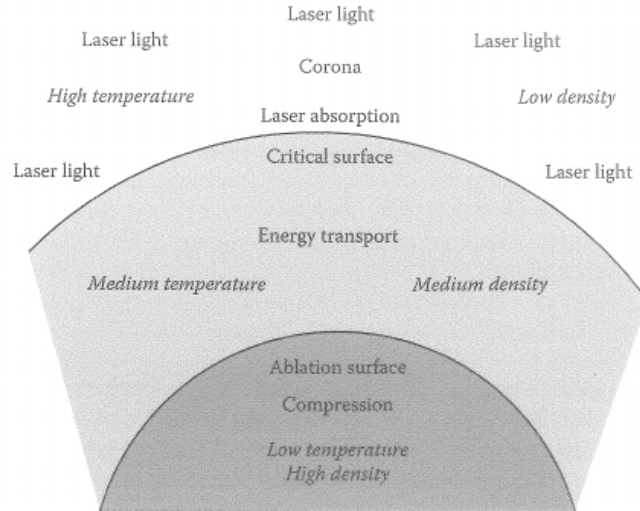 Laser light
Laser light
Laser light
Corona
High temperature
Low density
Laser absorption
Critical surface
Laser light
Laser light
Energy transport
Medium temperature
Medium density
Ablation surface
Compression
Low temperature
High density